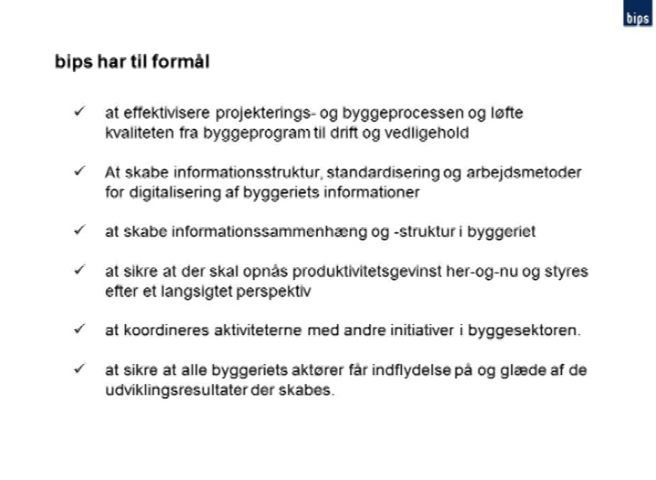 bips
bips har til formål
✓ at effektivisere projekterings- og byggeprocessen og løfte
kvaliteten fra byggeprogram til drift og vedligehold
✓ At skabe informationsstruktur, standardisering og arbejdsmetoder
for digitalisering af byggeriets informationer
✓ at skabe informationssammenhæng og -struktur i byggeriet
✓ at sikre at der skal opnås produktivitetsgevinst her-og-nu og styres
efter et langsigtet perspektiv
✓ at koordineres aktiviteterne med andre initiativer i byggesektoren.
✓ at sikre at alle byggeriets aktører får indflydelse på og glæde af de
udviklingsresultater der skabes.